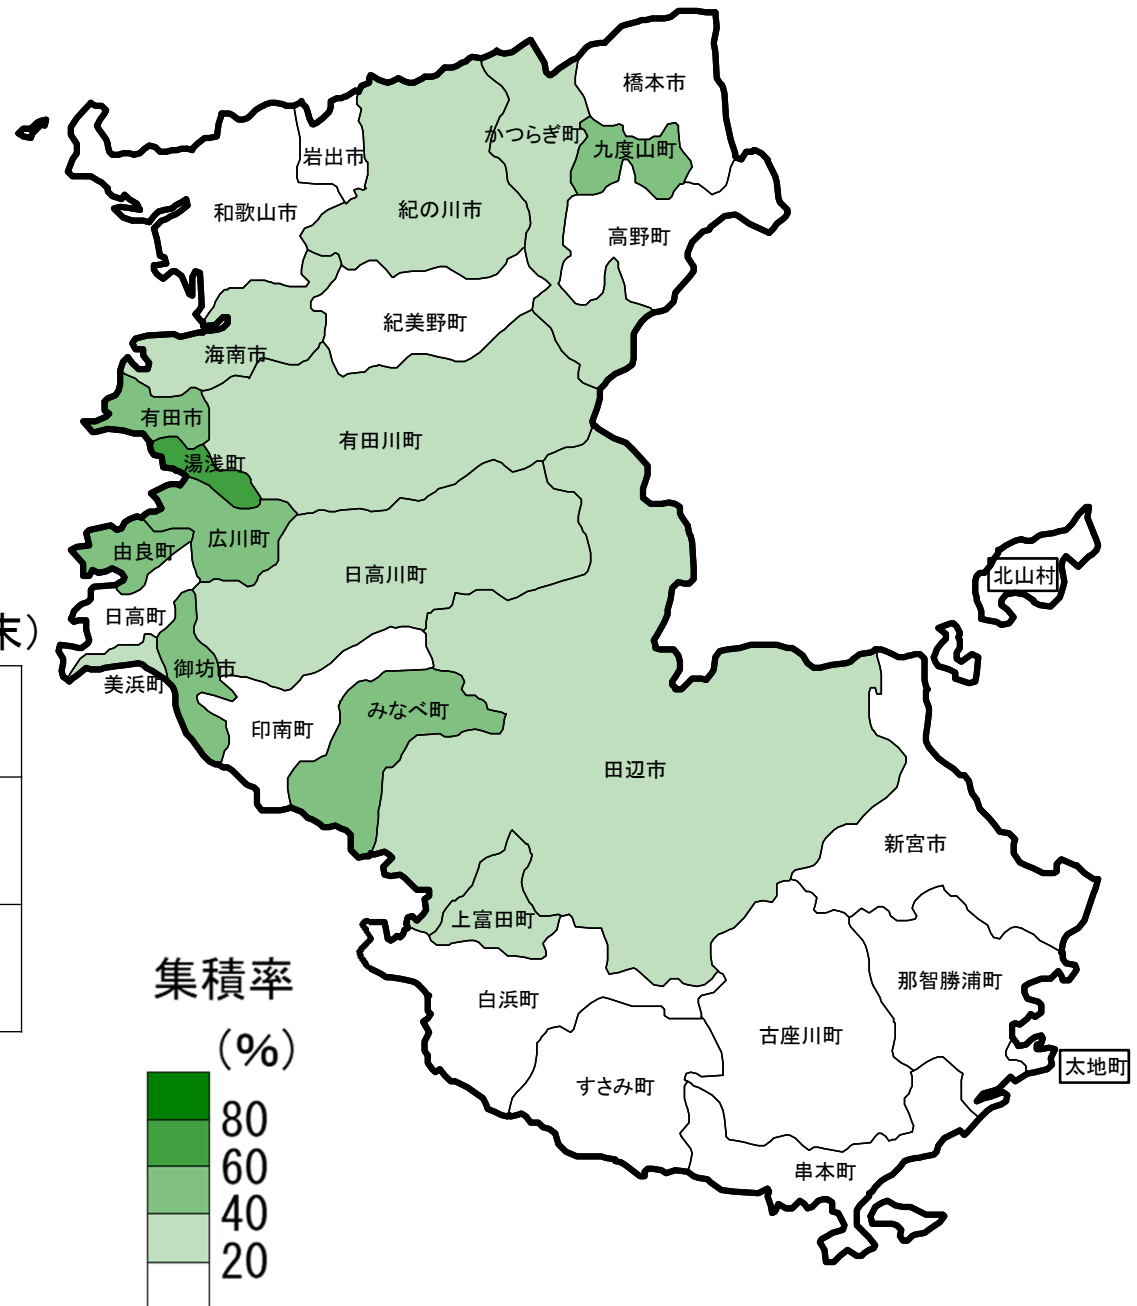 橋本市
かつらぎ町
九度山町
岩出市
紀の川市
和歌山市
高野町
紀美野町
海南市
有田市
有田川町
湯浅町
広川町
由良町
日高川町
北山村
日高町
末）
御坊市
美浜町
みなべ町
印南町
田辺市
新宮市
上富田町
那智勝浦町
白浜町
古座川町
太地町
すさみ町
串本町
集積率
（%）
80
60
40
20